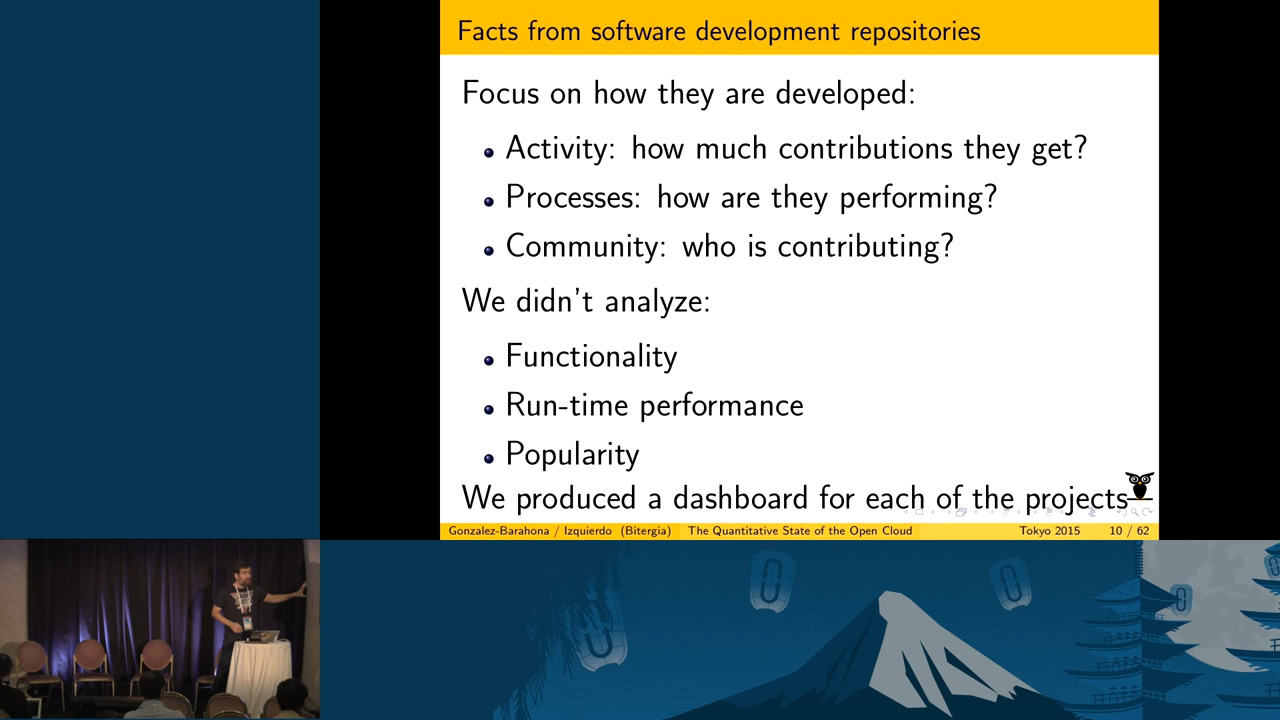 Facts from software development repositories
Focus on how they are developed:
Activity: how much contributions they get?
Processes: how are they performing?
Community: who is contributing?
We didn't analyze:
Functionality
Run-time performance
Popularity
We produced a dashboard for each of the projects
Gonzalez-Barahona / Izquierdo (Bitergia) The Quantitative State of the Open Cloud Tokyo 2015 10 / 62